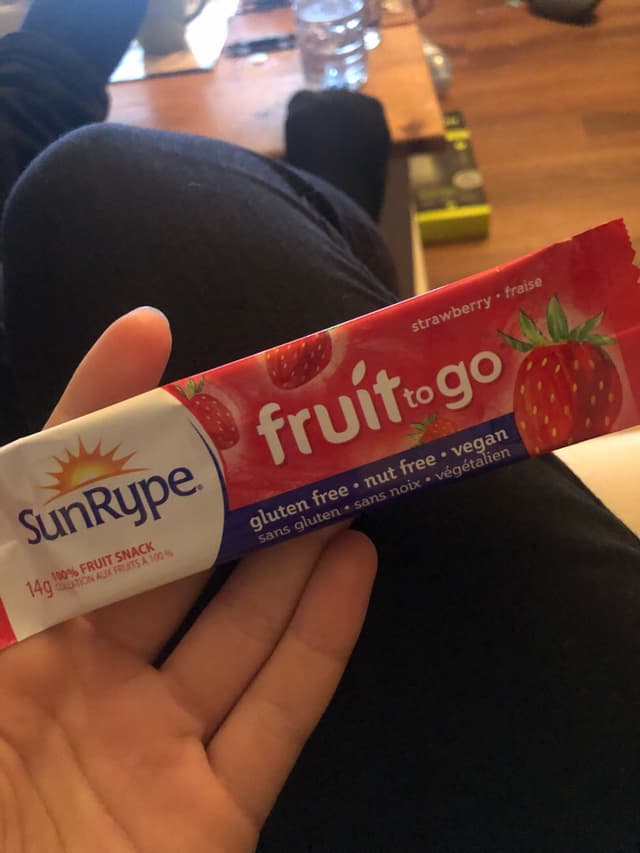 strawberry • fraise
fruit to go
gluten free • nut free • vegan
sans gluten • sans noix • végétalien
SunRype.
14g 100% FRUIT SNACK
COLLATION AUX FRUITS À 100 %